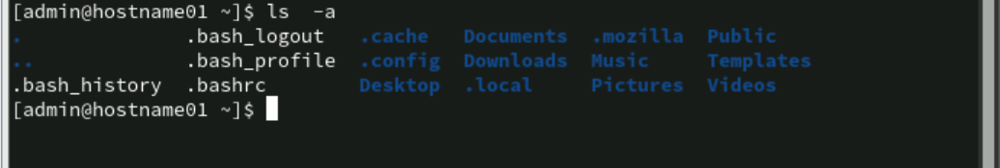 [admin@hostname01 ~]$ ls  -a
.              .bash_logout   .cache   Documents  .mozilla  Public
..             .bash_profile  .config  Downloads  Music     Templates
.bash_history  .bashrc        Desktop  .local     Pictures  Videos
[admin@hostname01 ~]$